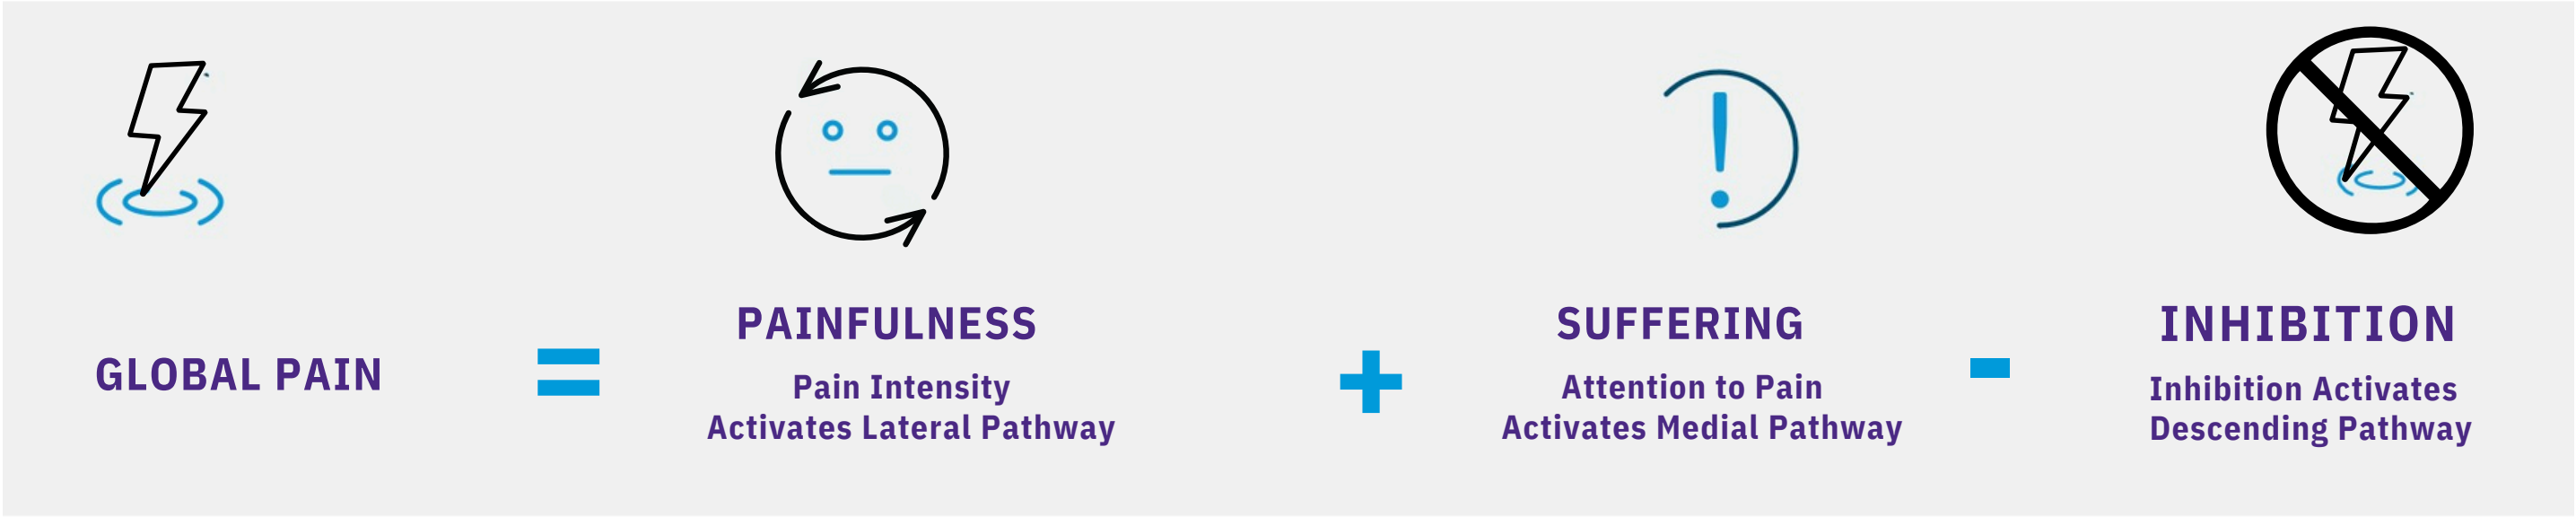 GLOBAL PAIN
=
PAINFULNESS
Pain Intensity
Activates Lateral Pathway
+
SUFFERING
Attention to Pain
Activates Medial Pathway
-
INHIBITION
Inhibition Activates
Descending Pathway